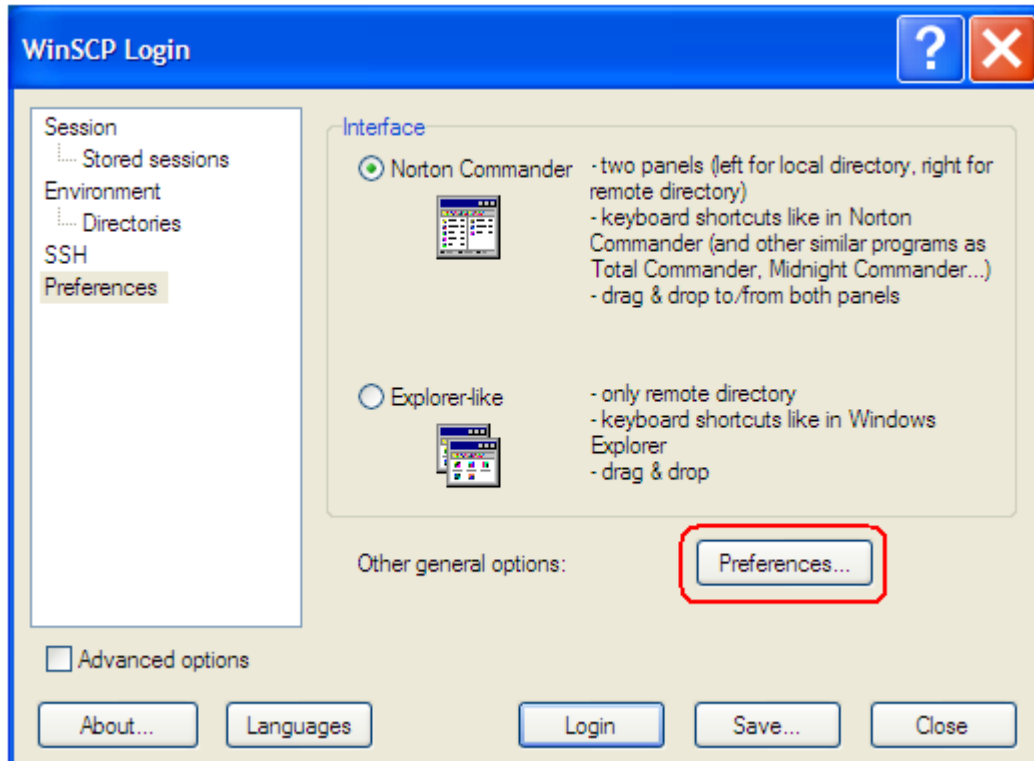 WinSCP Login
Session
Stored sessions
Environment
Directories
SSH
Preferences
Interface
Norton Commander
- two panels (left for local directory, right for
remote directory)
- keyboard shortcuts like in Norton
Commander (and other similar programs as
Total Commander, Midnight Commander...)
- drag & drop to/from both panels
Explorer-like
- only remote directory
- keyboard shortcuts like in Windows
Explorer
- drag & drop
Other general options:
Preferences...
Advanced options
About...
Languages
Login
Save...
Close